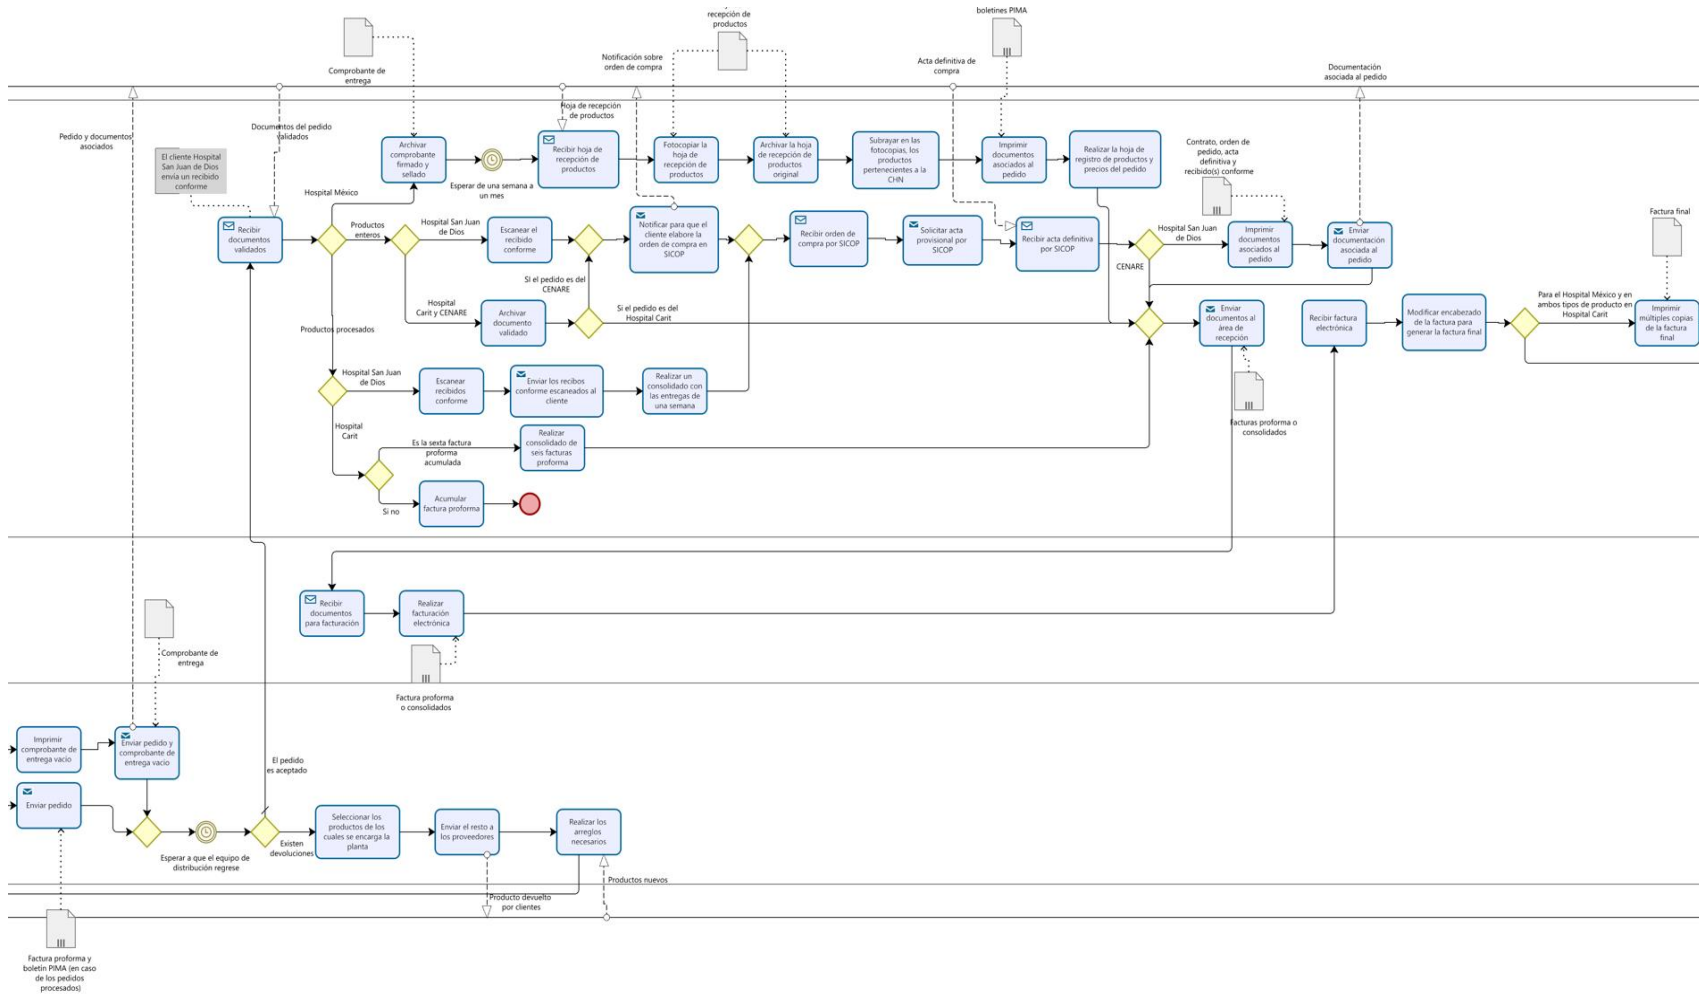 recepción de
productos
boletines PIMA
Comprobante de
entrega
Notificación sobre
orden de compra
Acta definitiva de
compra
Documentación
asociada al pedido
Pedido y documentos
asociados
Documentos del pedido
validados
Hoja de recepción
de productos
El cliente Hospital
San Juan de Dios
envía un recibido
conforme
Archivar
comprobante
firmado y
sellado
Esperar de una semana a
un mes
Recibir hoja de
recepción de
productos
Fotocopiar la
hoja de
recepción de
productos
Archivar la hoja
de recepción de
productos
original
Subrayar en las
fotocopias, los
productos
pertenecientes a la
CHN
Imprimir
documentos
asociados al
pedido
Realizar la hoja de
registro de productos y
precios del pedido
Contrato, orden de
pedido, acta
definitiva y
recibido(s) conforme
Factura final
Hospital México
Recibir
documentos
validados
Productos
enteros
Hospital San Juan
de Dios
Escanear el
recibido
conforme
Notificar para que el
cliente elabore la
orden de compra en
SICOP
Recibir orden de
compra por SICOP
Solicitar acta
provisional por
SICOP
Recibir acta definitiva
por SICOP
Hospital San Juan
de Dios
Imprimir
documentos
asociados al
pedido
Enviar
documentación
asociada al
pedido
CENARE
SI el pedido es del
CENARE
Hospital
Carit y CENARE
Archivar
documento
validado
Si el pedido es del
Hospital Carit
Productos procesados
Enviar
documentos al
área de
recepción
Recibir factura
electrónica
Modificar encabezado
de la factura para
generar la factura final
Para el Hospital México y en
ambos tipos de producto en
Hospital Carit
Imprimir
múltiples copias
de la factura
final
Hospital San Juan
de Dios
Escanear
recibidos
conforme
Enviar los recibos
conforme escaneados al
cliente
Realizar un
consolidado con
las entregas de
una semana
Facturas proforma o
consolidados
Hospital
Carit
Es la sexta factura
proforma
acumulada
Realizar
consolidado de
seis facturas
proforma
Si no
Acumular
factura proforma
Recibir
documentos
para facturación
Realizar
facturación
electrónica
Factura proforma
o consolidados
Comprobante de
entrega
Imprimir
comprobante de
entrega vacío
Enviar pedido y
comprobante de
entrega vacío
El pedido
es aceptado
Enviar pedido
Esperar a que el equipo de
distribución regrese
Existen
devoluciones
Seleccionar los
productos de los
cuales se encarga la
planta
Enviar el resto a
los proveedores
Realizar los
arreglos
necesarios
Producto devuelto
por clientes
Productos nuevos
Factura proforma y
boletín PIMA (en caso
de los pedidos
procesados)